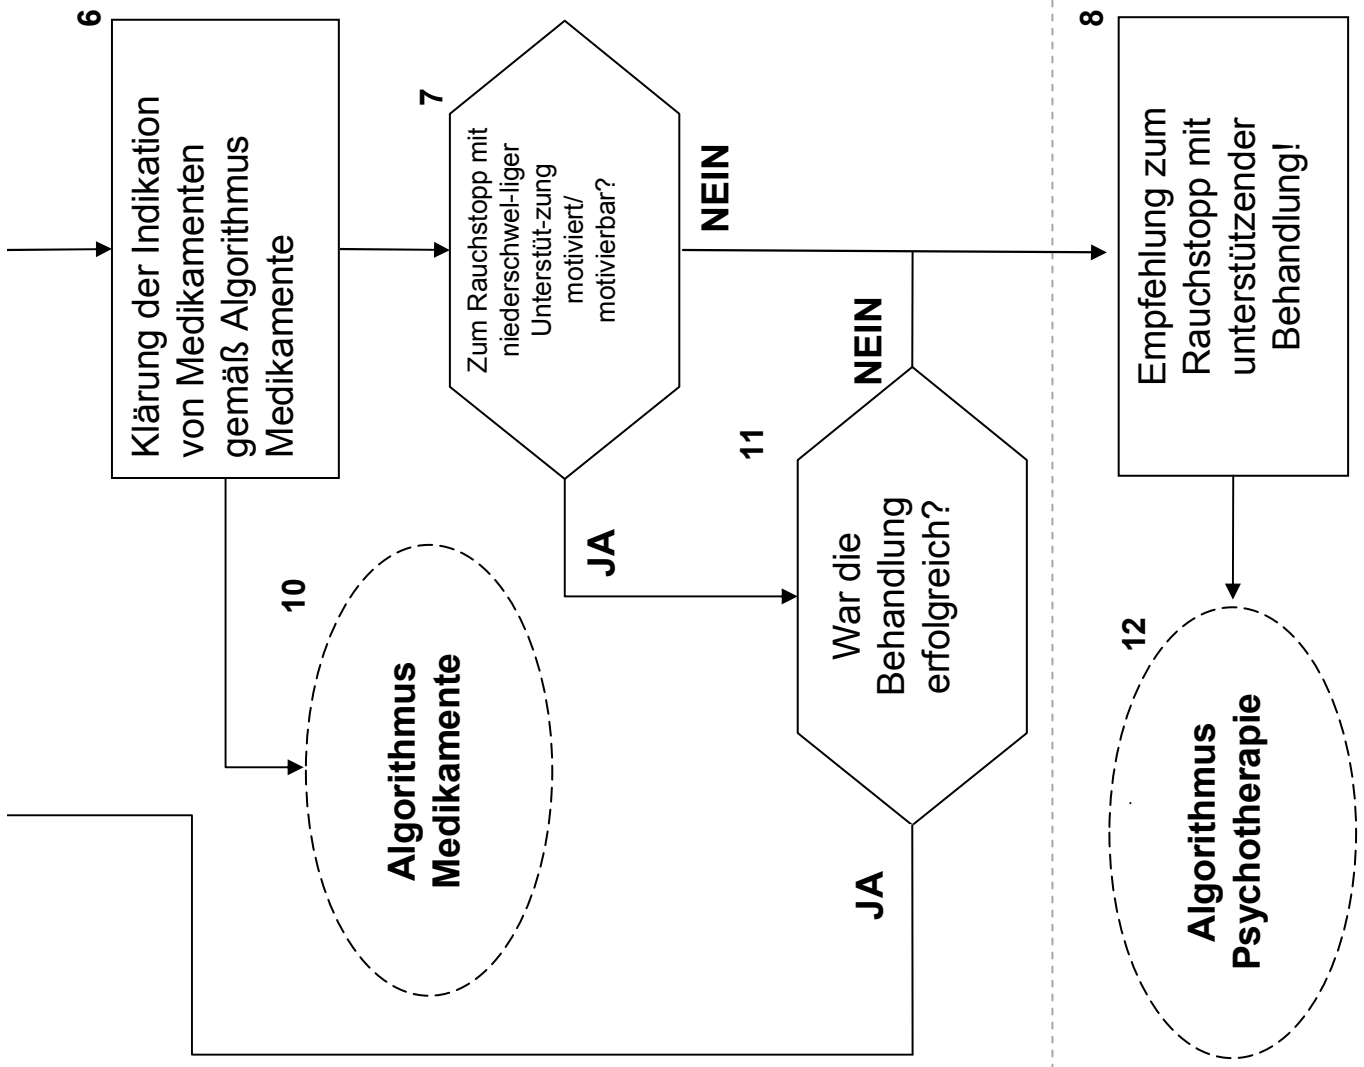 6
Klärung der Indikation
von Medikamenten
gemäß Algorithmus
Medikamente
7
Zum Rauchstopp mit
niederschwel-liger
Unterstüt-zung
motiviert/
motivierbar?
NEIN
8
Empfehlung zum
Rauchstopp mit
unterstützender
Behandlung!
10
Algorithmus
Medikamente
JA
11
War die
Behandlung
erfolgreich?
NEIN
JA
12
Algorithmus
Psychotherapie